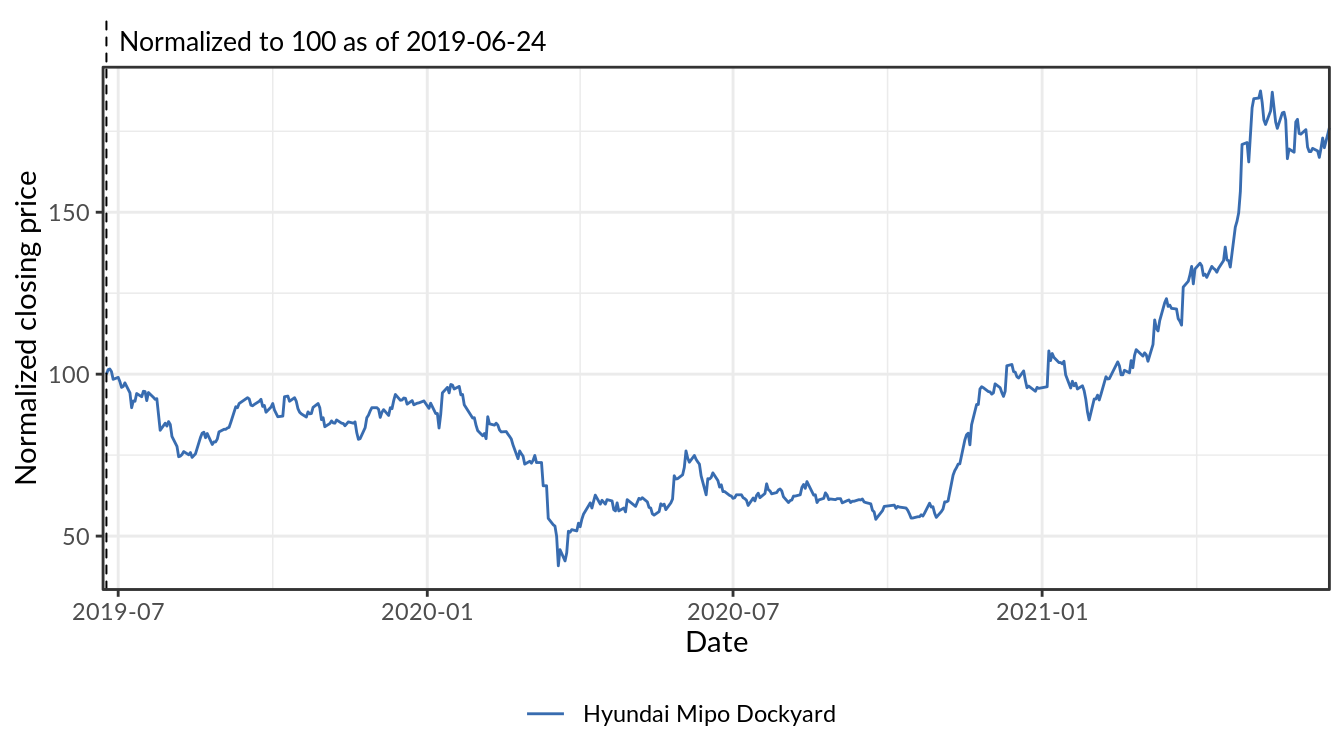 Normalized to 100 as of 2019-06-24
Normalized closing price
150
100
50
2019-07 2020-01 2020-07 2021-01
Date
Hyundai Mipo Dockyard